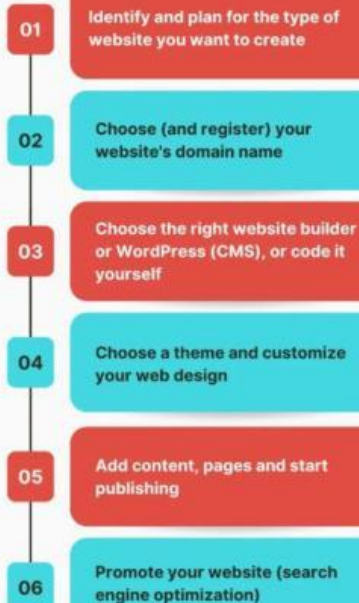 01
Identify and plan for the type of
website you want to create
02
Choose (and register) your
website's domain name
03
Choose the right website builder
or WordPress (CMS), or code it
yourself
04
Choose a theme and customize
your web design
05
Add content, pages and start
publishing
06
Promote your website (search
engine optimization)